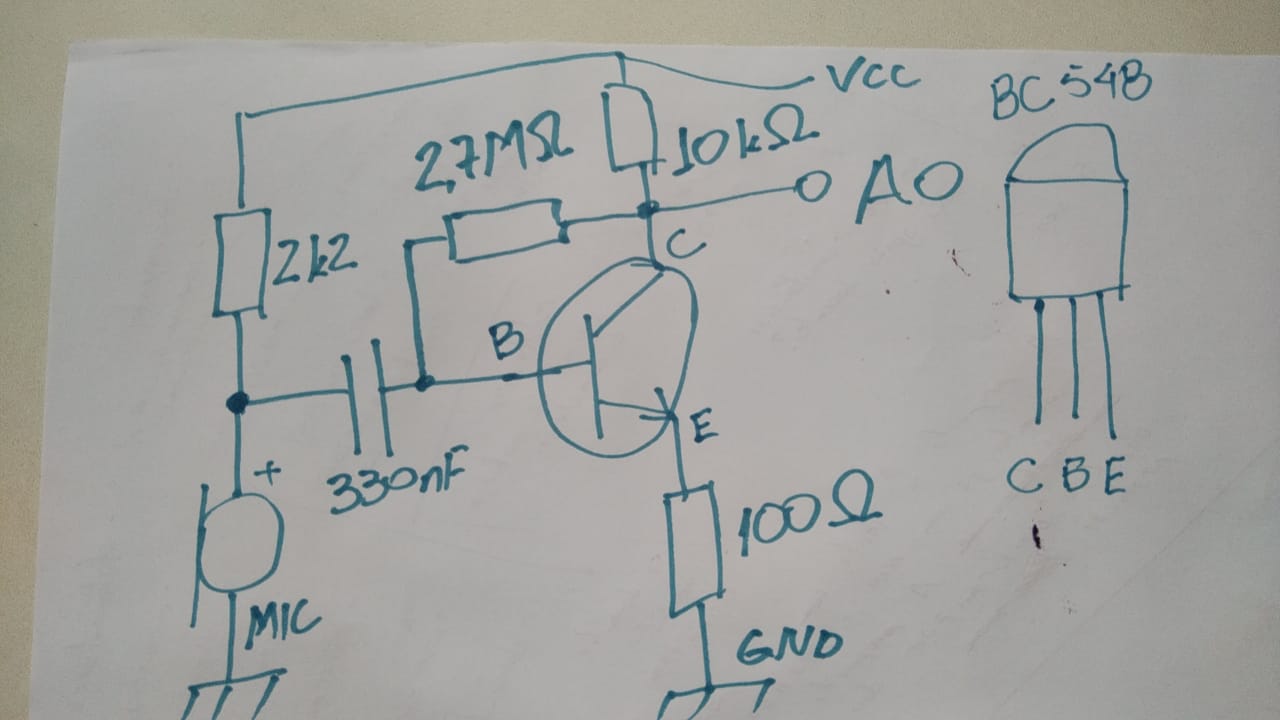 VCC
BC548
2,7MΩ
10kΩ
AO
2k2
C
B
E
+
330nF
100Ω
C B E
MIC
GND